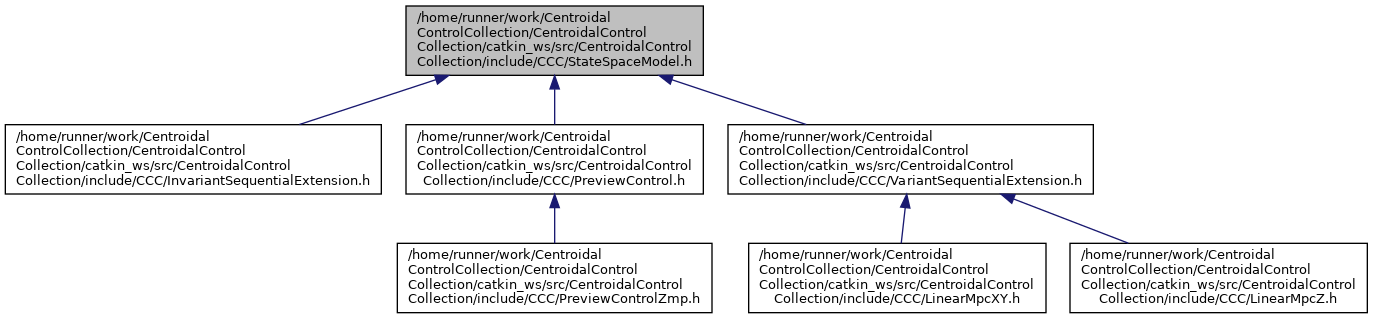 /home/runner/work/Centroidal
ControlCollection/CentroidalControl
Collection/catkin_ws/src/CentroidalControl
Collection/include/CCC/StateSpaceModel.h
/home/runner/work/Centroidal
ControlCollection/CentroidalControl
Collection/catkin_ws/src/CentroidalControl
Collection/include/CCC/InvariantSequentialExtension.h
/home/runner/work/Centroidal
ControlCollection/CentroidalControl
Collection/catkin_ws/src/CentroidalControl
Collection/include/CCC/PreviewControl.h
/home/runner/work/Centroidal
ControlCollection/CentroidalControl
Collection/catkin_ws/src/CentroidalControl
Collection/include/CCC/VariantSequentialExtension.h
/home/runner/work/Centroidal
ControlCollection/CentroidalControl
Collection/catkin_ws/src/CentroidalControl
Collection/include/CCC/PreviewControlZmp.h
/home/runner/work/Centroidal
ControlCollection/CentroidalControl
Collection/catkin_ws/src/CentroidalControl
Collection/include/CCC/LinearMpcXY.h
/home/runner/work/Centroidal
ControlCollection/CentroidalControl
Collection/catkin_ws/src/CentroidalControl
Collection/include/CCC/LinearMpcZ.h